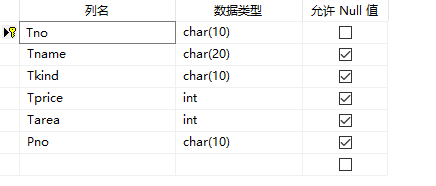 列名 数据类型 允许 Null 值
Tno char(10)
Tname char(20)
Tkind char(10)
Tprice int
Tarea int
Pno char(10)